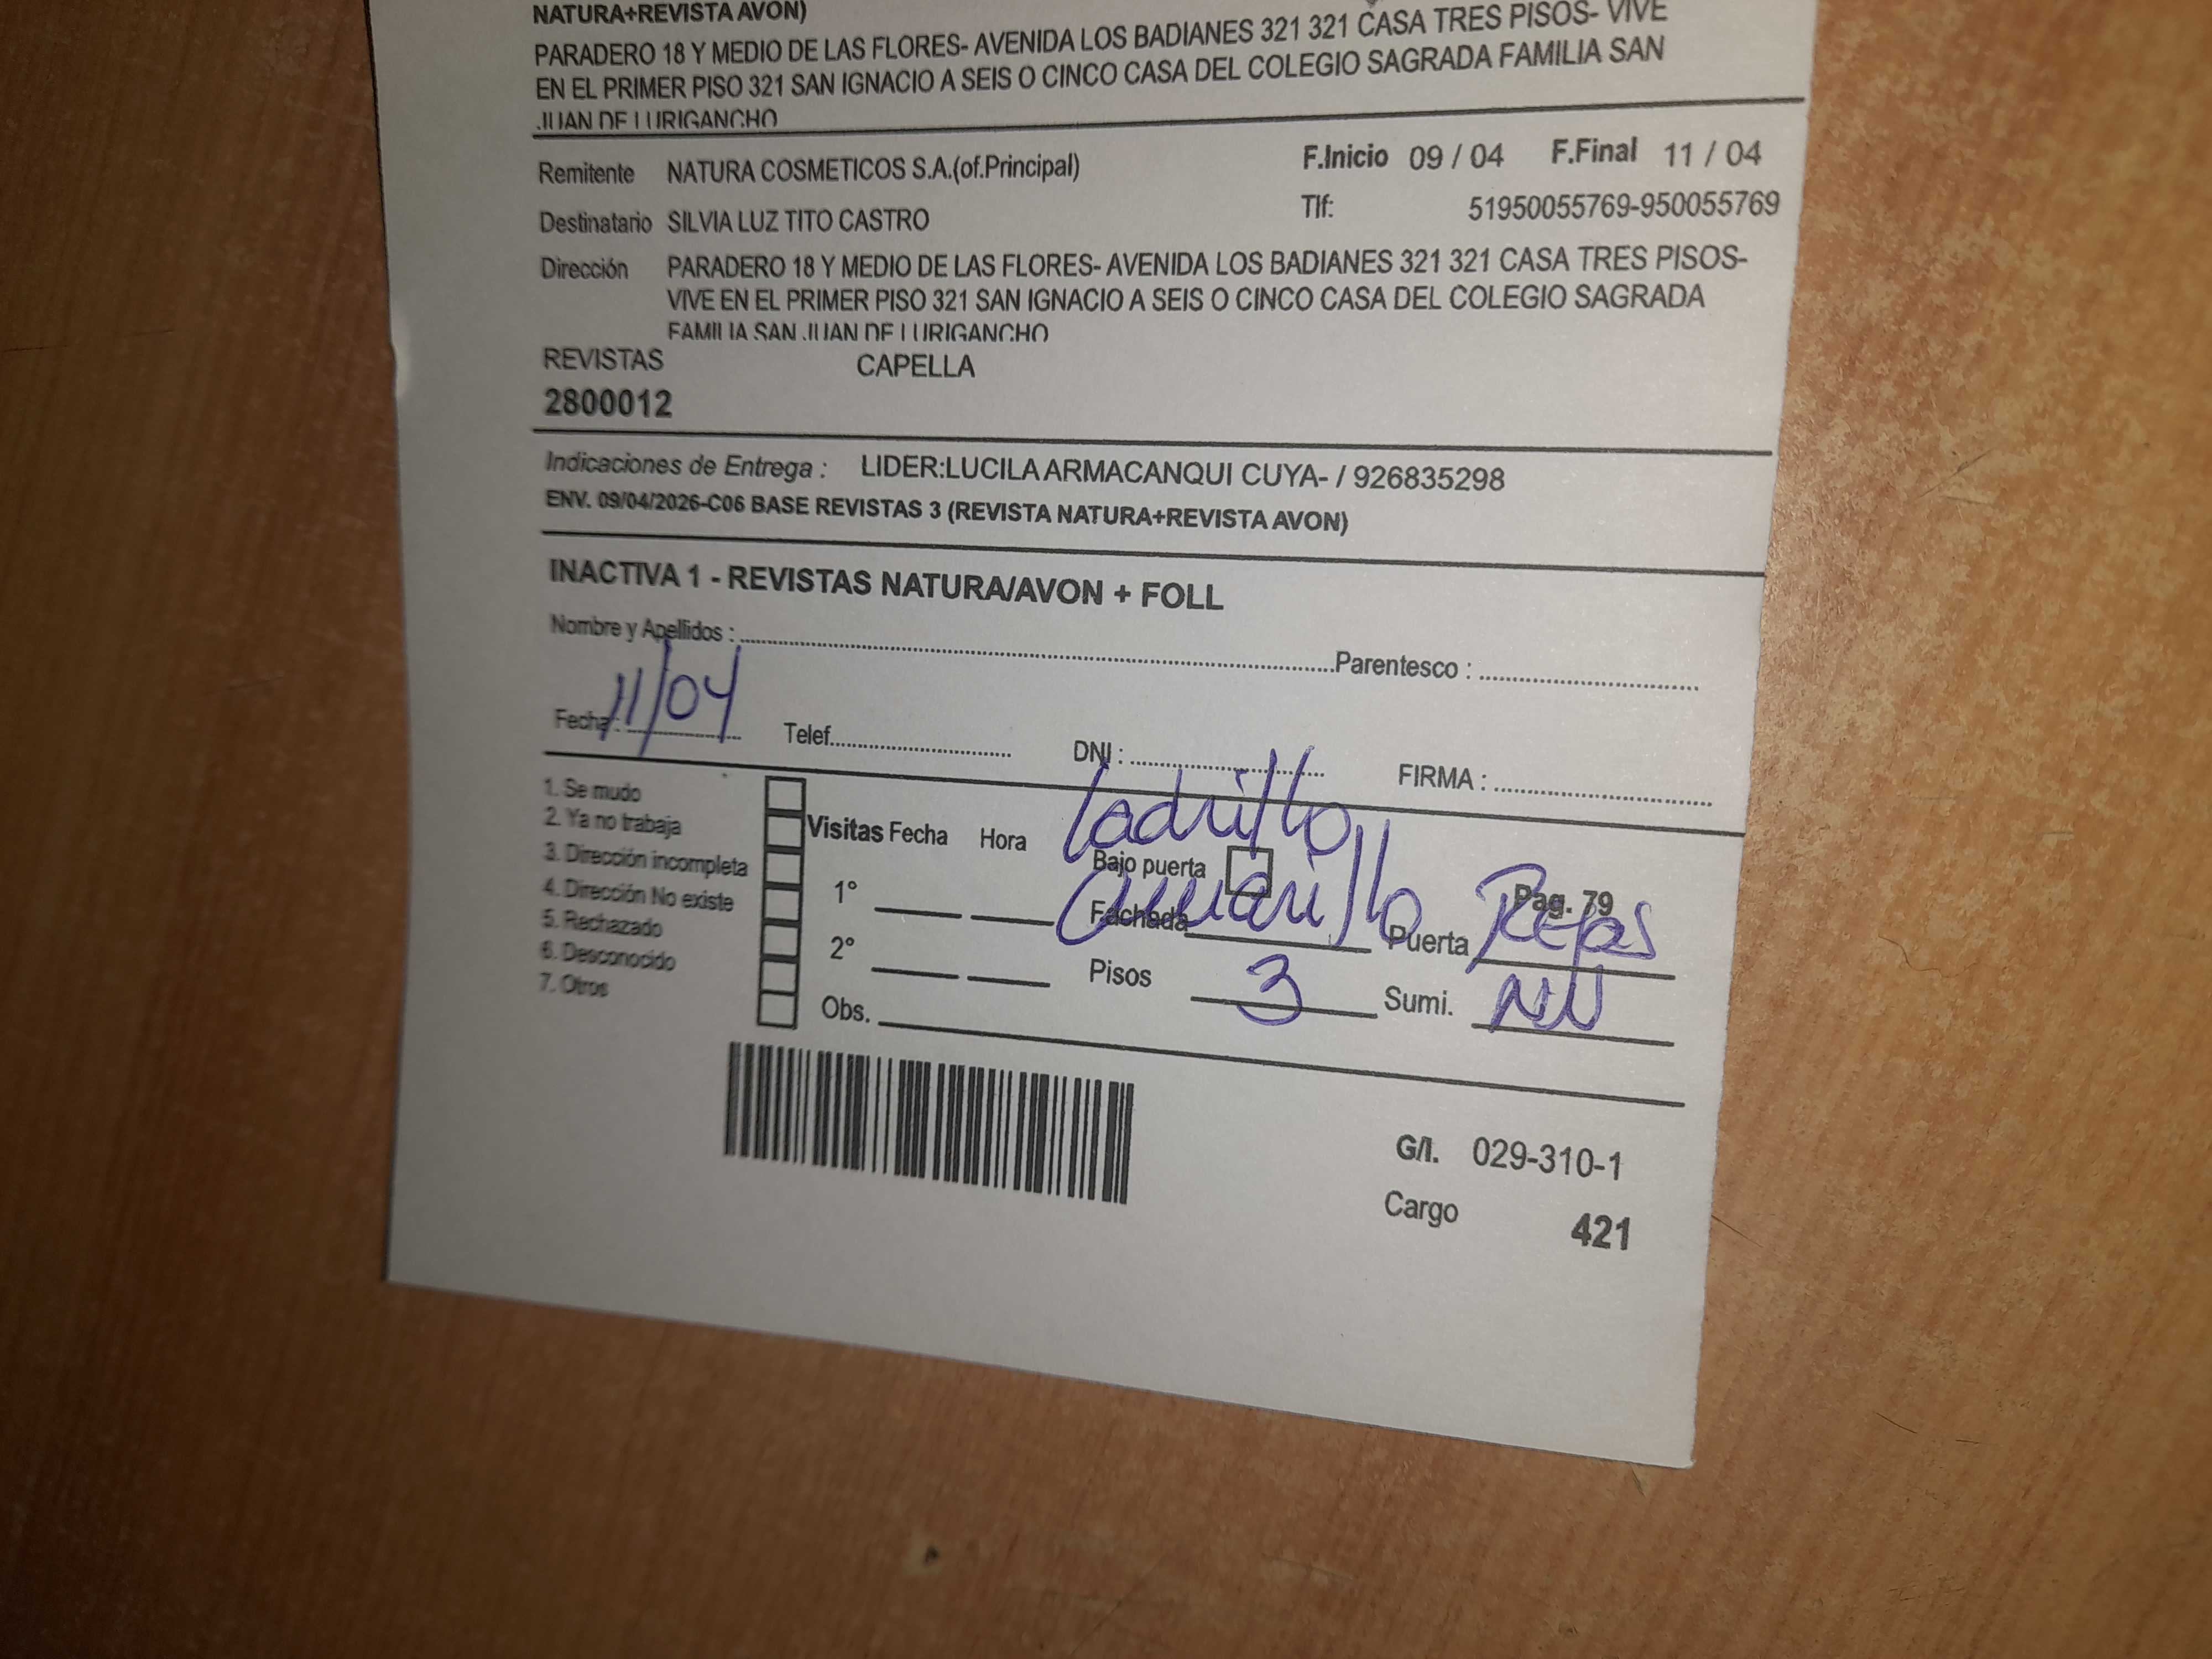 NATURA+REVISTA AVON)
PARADERO 18 Y MEDIO DE LAS FLORES- AVENIDA LOS BADIANES 321 321 CASA TRES PISOS- VIVE
EN EL PRIMER PISO 321 SAN IGNACIO A SEIS O CINCO CASA DEL COLEGIO SAGRADA FAMILIA SAN
JUAN DE LURIGANCHO
Remitente NATURA COSMETICOS S.A.(of.Principal) F.Inicio 09 / 04 F.Final 11 / 04
Destinatario SILVIA LUZ TITO CASTRO Tlf: 51950055769-950055769
Dirección PARADERO 18 Y MEDIO DE LAS FLORES- AVENIDA LOS BADIANES 321 321 CASA TRES PISOS-
VIVE EN EL PRIMER PISO 321 SAN IGNACIO A SEIS O CINCO CASA DEL COLEGIO SAGRADA
FAMILIA SAN JUAN DE LURIGANCHO
REVISTAS CAPELLA
2800012
Indicaciones de Entrega : LIDER:LUCILA ARMACANQUI CUYA- / 926835298
ENV. 09/04/2026-C06 BASE REVISTAS 3 (REVISTA NATURA+REVISTA AVON)
INACTIVA 1 - REVISTAS NATURA/AVON + FOLL
Nombre y Apellidos : Parentesco :
Fecha : 11/04 Telef. DNI : FIRMA :
1. Se mudo
2. Ya no trabaja
3. Dirección incompleta
4. Dirección No existe
5. Rechazado
6. Desconocido
7. Otros
Visitas Fecha Hora ladrillo
Bajo puerta Pag. 79
1° Fachada amarillo Puerta Rejas
2° Pisos 3 Sumi.
Obs.
G/I. 029-310-1
Cargo 421